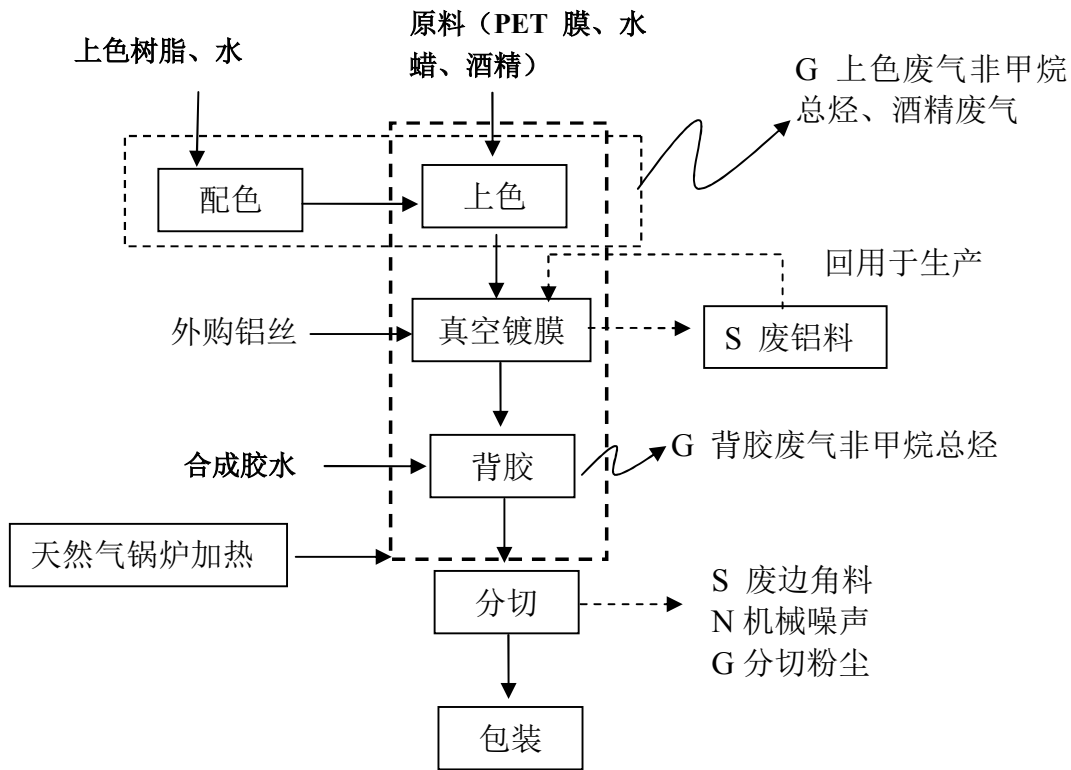 原料（PET 膜、水
蜡、酒精）
上色树脂、水
G 上色废气非甲烷
总烃、酒精废气
配色
上色
回用于生产
外购铝丝
真空镀膜
S 废铝料
合成胶水
背胶
G 背胶废气非甲烷总烃
天然气锅炉加热
分切
S 废边角料
N 机械噪声
G 分切粉尘
包装